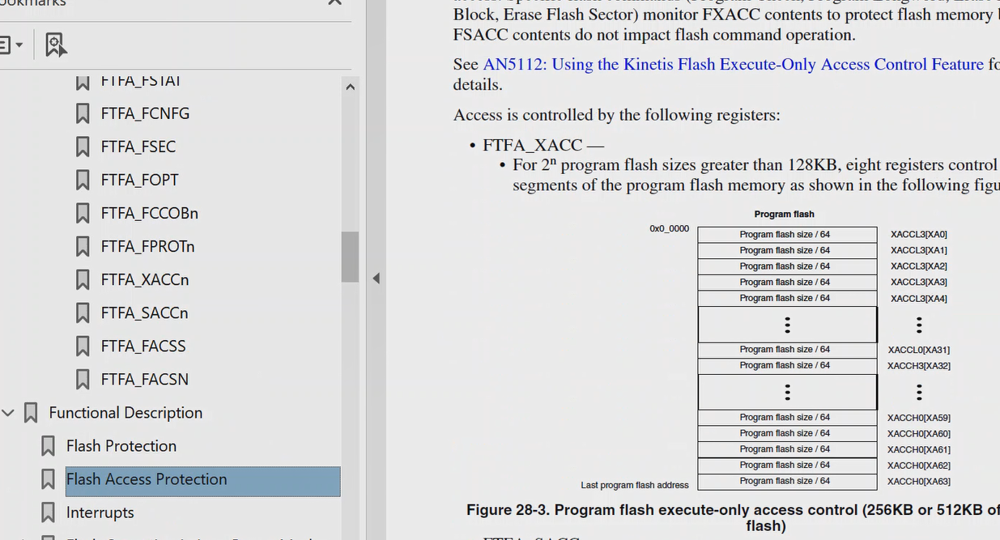 ookmarks
FTFA_FSTAT
FTFA_FCNFG
FTFA_FSEC
FTFA_FOPT
FTFA_FCCOBn
FTFA_FPROTn
FTFA_XACCn
FTFA_SACCn
FTFA_FACSS
FTFA_FACSN
Functional Description
Flash Protection
Flash Access Protection
Interrupts
Block, Erase Flash Sector) monitor FXACC contents to protect flash memory
FSACC contents do not impact flash command operation.
See AN5112: Using the Kinetis Flash Execute-Only Access Control Feature fo
details.
Access is controlled by the following registers:
• FTFA_XACC —
• For 2ⁿ program flash sizes greater than 128KB, eight registers control
segments of the program flash memory as shown in the following figu
Program flash
0x0_0000
Program flash size / 64 XACCL3[XA0]
Program flash size / 64 XACCL3[XA1]
Program flash size / 64 XACCL3[XA2]
Program flash size / 64 XACCL3[XA3]
Program flash size / 64 XACCL3[XA4]
Program flash size / 64 XACCL0[XA31]
Program flash size / 64 XACCH3[XA32]
Program flash size / 64 XACCH0[XA59]
Program flash size / 64 XACCH0[XA60]
Program flash size / 64 XACCH0[XA61]
Program flash size / 64 XACCH0[XA62]
Program flash size / 64 XACCH0[XA63]
Last program flash address
Figure 28-3. Program flash execute-only access control (256KB or 512KB of
flash)